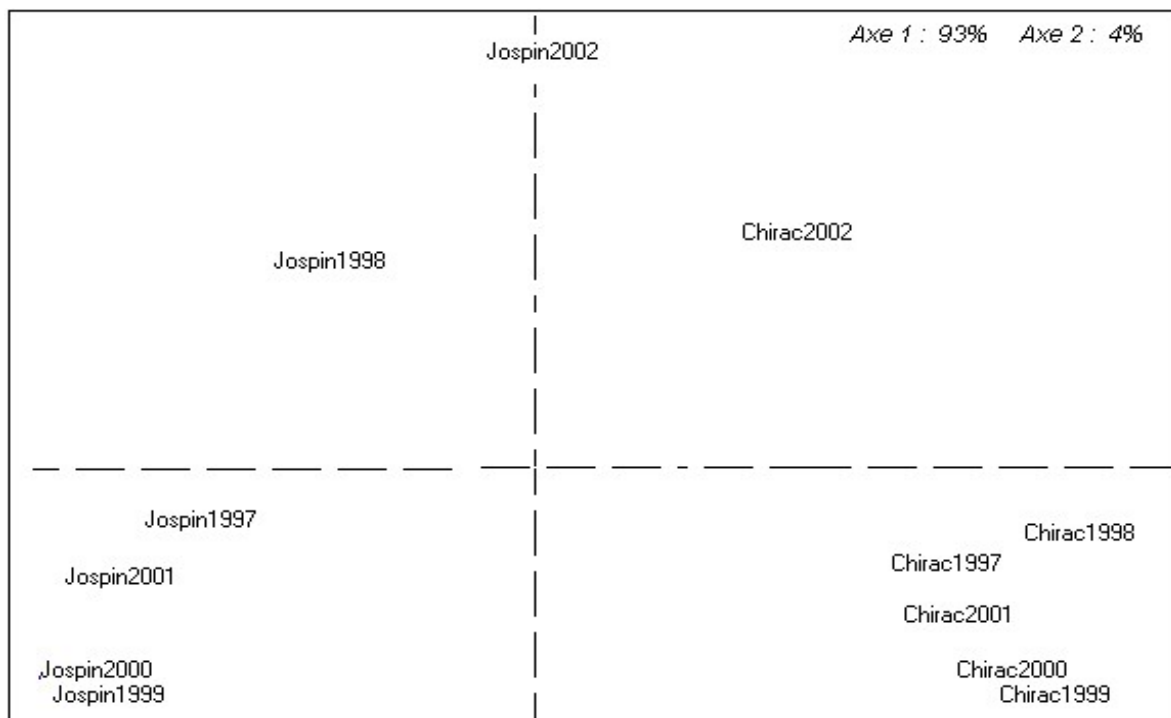 Axe 1 : 93% Axe 2 : 4%
Jospin2002
Chirac2002
Jospin1998
Jospin1997
Chirac1998
Chirac1997
Jospin2001
Chirac2001
Jospin2000
Chirac2000
Jospin1999
Chirac1999